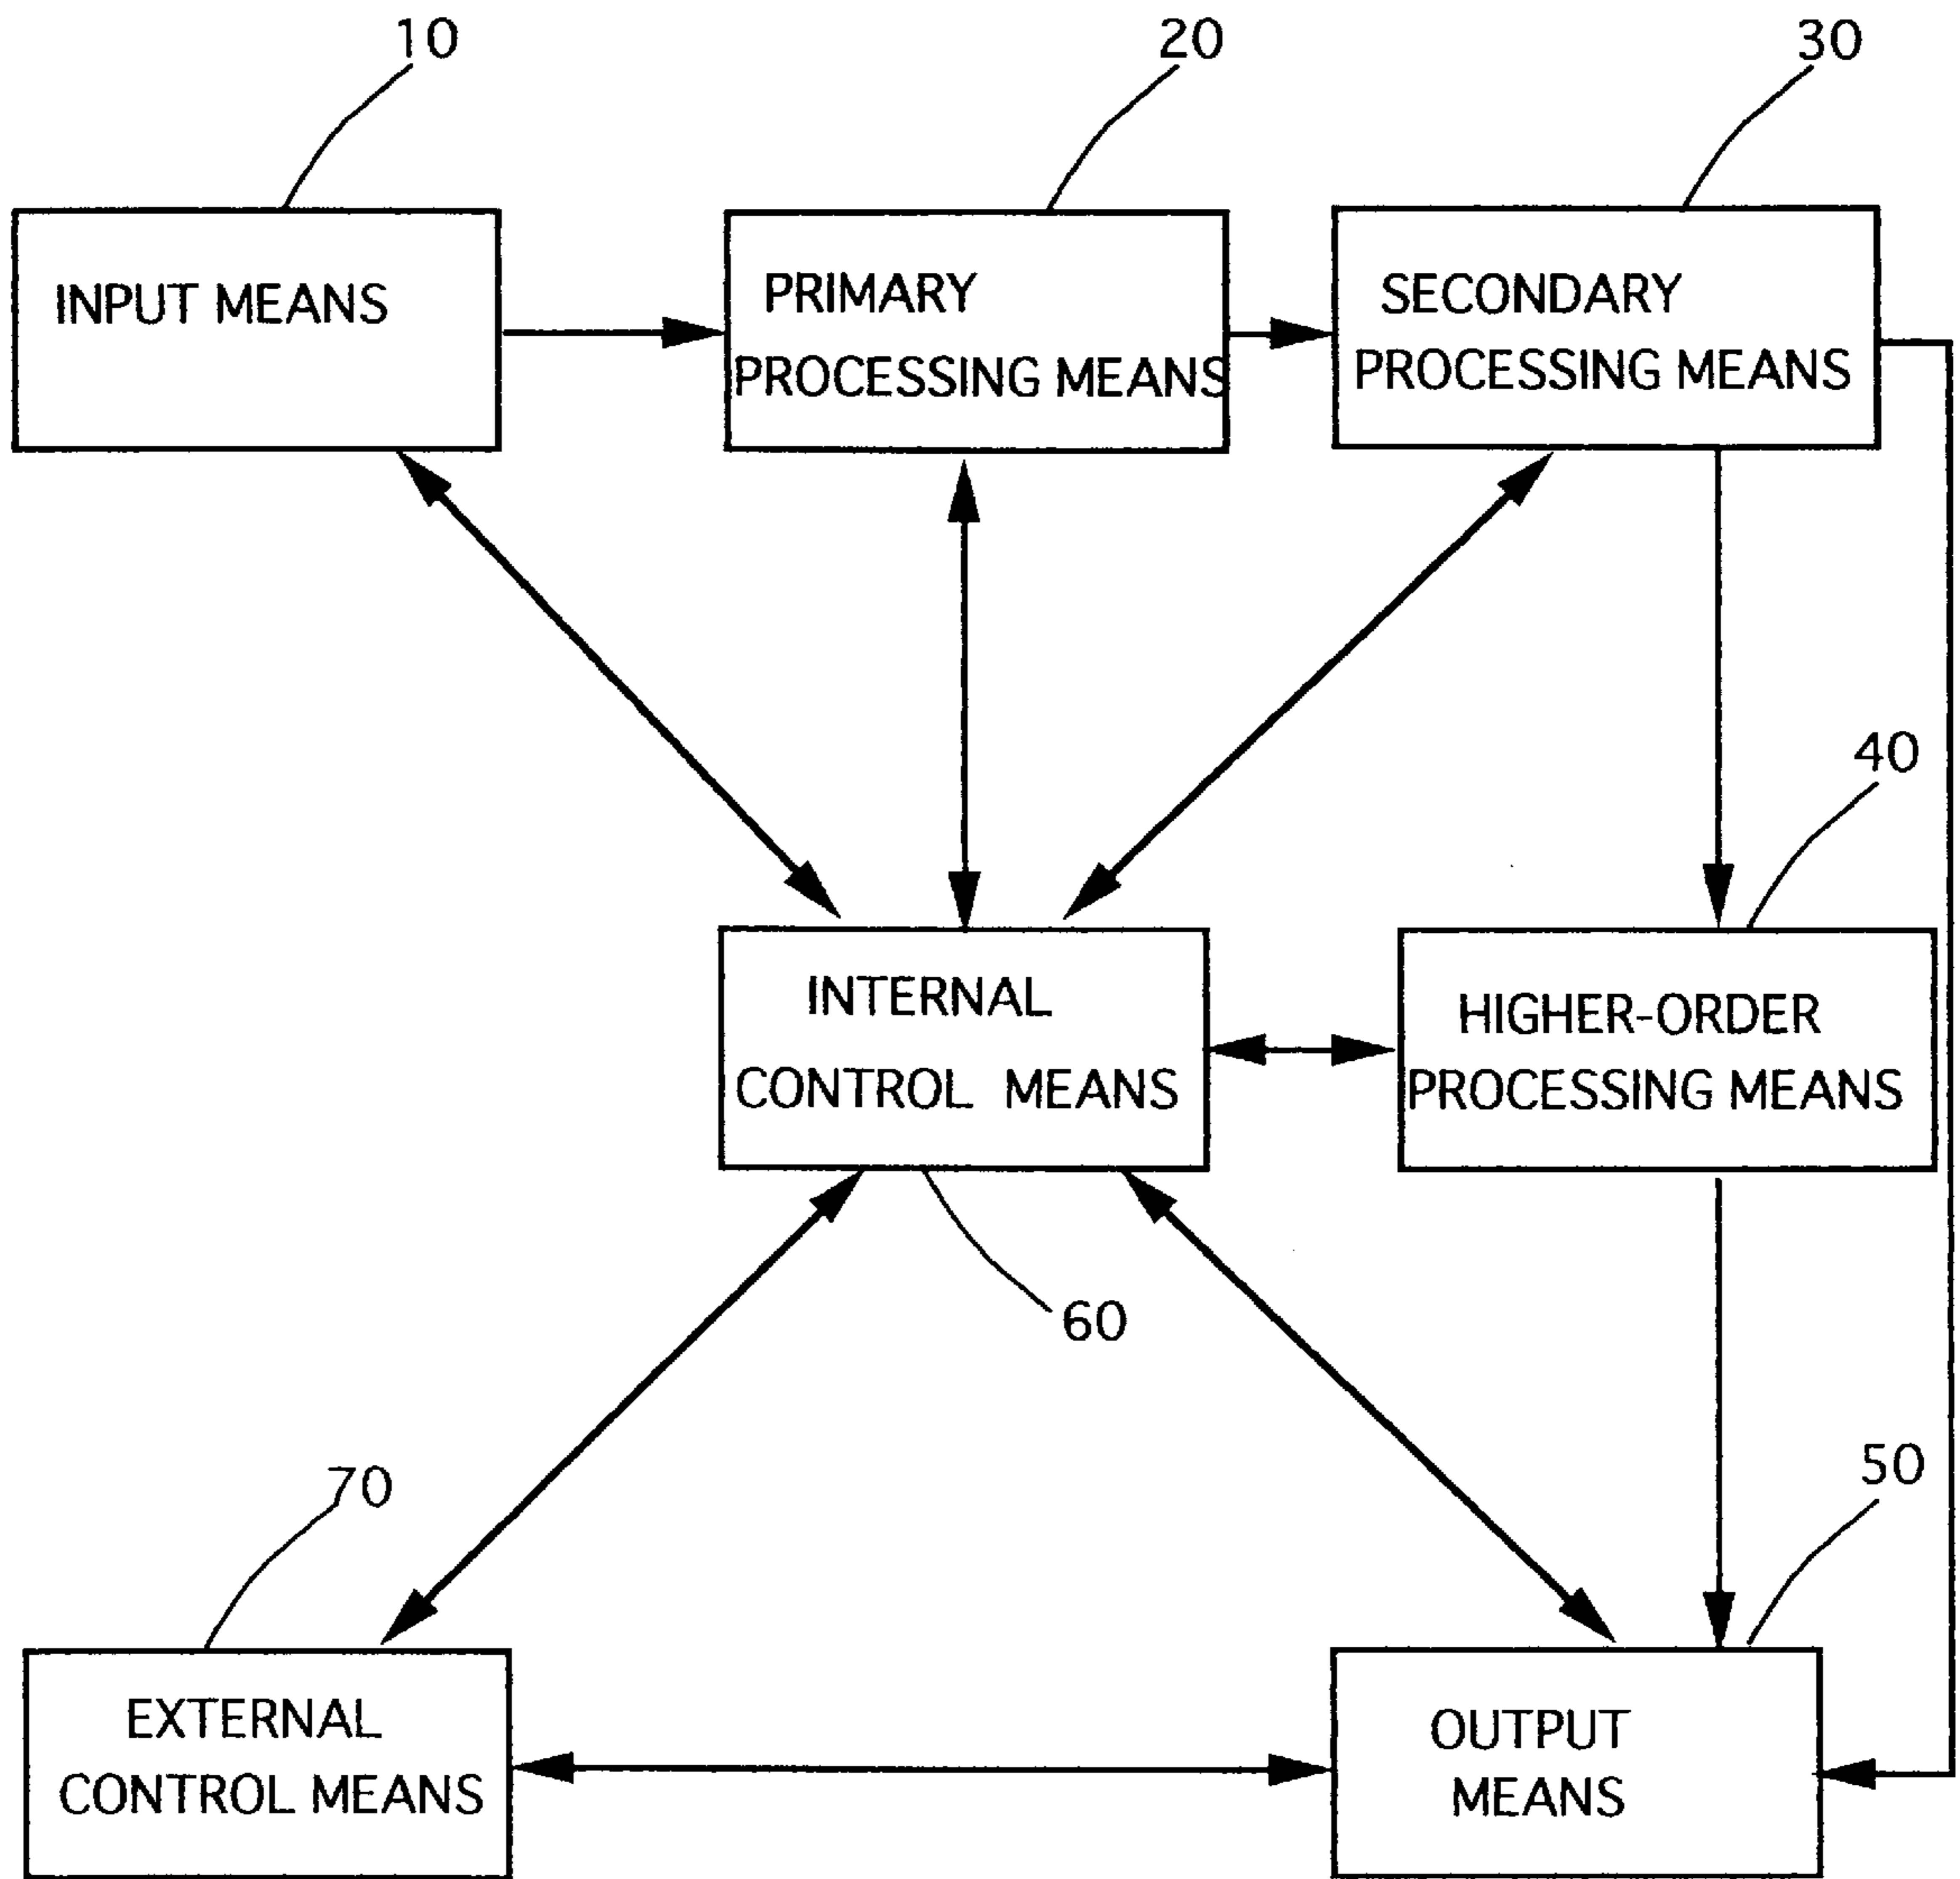 10
20
30
INPUT MEANS
PRIMARY
PROCESSING MEANS
SECONDARY
PROCESSING MEANS
40
INTERNAL
CONTROL MEANS
HIGHER-ORDER
PROCESSING MEANS
60
70
50
EXTERNAL
CONTROL MEANS
OUTPUT
MEANS